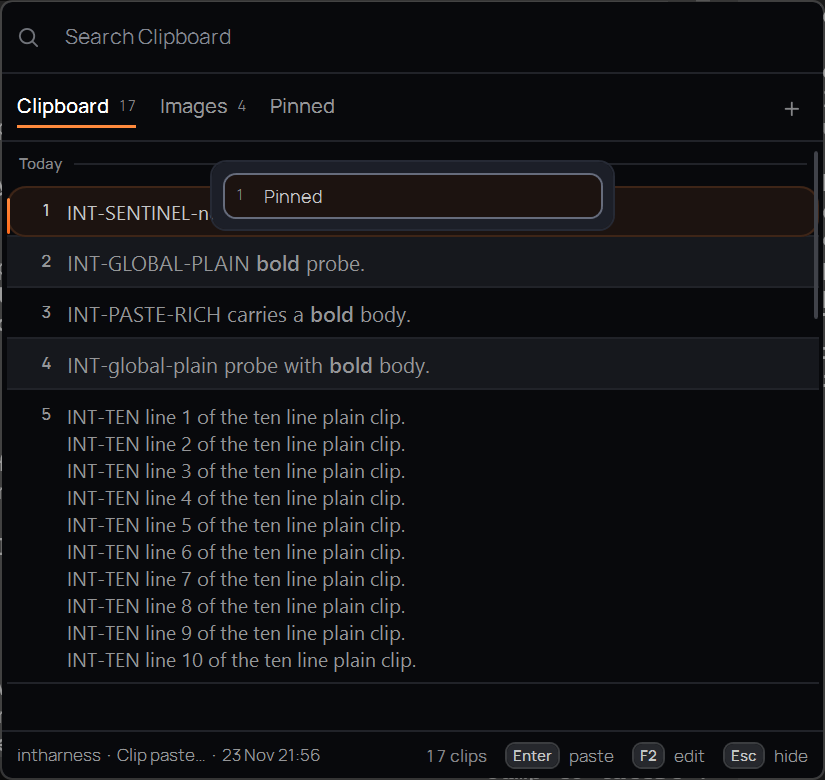 Search Clipboard
Clipboard 17 Images 4 Pinned +
Today
1 Pinned
1 INT-SENTINEL-n
2 INT-GLOBAL-PLAIN bold probe.
3 INT-PASTE-RICH carries a bold body.
4 INT-global-plain probe with bold body.
5 INT-TEN line 1 of the ten line plain clip.
INT-TEN line 2 of the ten line plain clip.
INT-TEN line 3 of the ten line plain clip.
INT-TEN line 4 of the ten line plain clip.
INT-TEN line 5 of the ten line plain clip.
INT-TEN line 6 of the ten line plain clip.
INT-TEN line 7 of the ten line plain clip.
INT-TEN line 8 of the ten line plain clip.
INT-TEN line 9 of the ten line plain clip.
INT-TEN line 10 of the ten line plain clip.
intharness · Clip paste... · 23 Nov 21:56 17 clips Enter paste F2 edit Esc hide